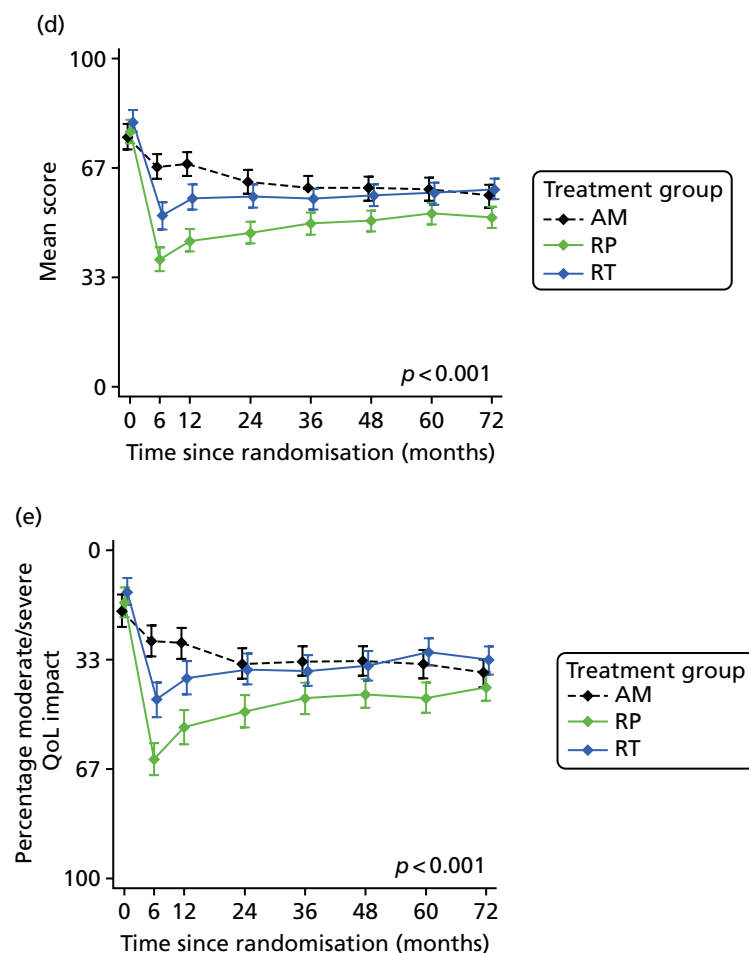 (d)
100
67
33
0
Mean score
p < 0.001
0 6 12 24 36 48 60 72
Time since randomisation (months)
Treatment group
AM
RP
RT
(e)
0
33
67
100
Percentage moderate/severe
QoL impact
p < 0.001
0 6 12 24 36 48 60 72
Time since randomisation (months)
Treatment group
AM
RP
RT